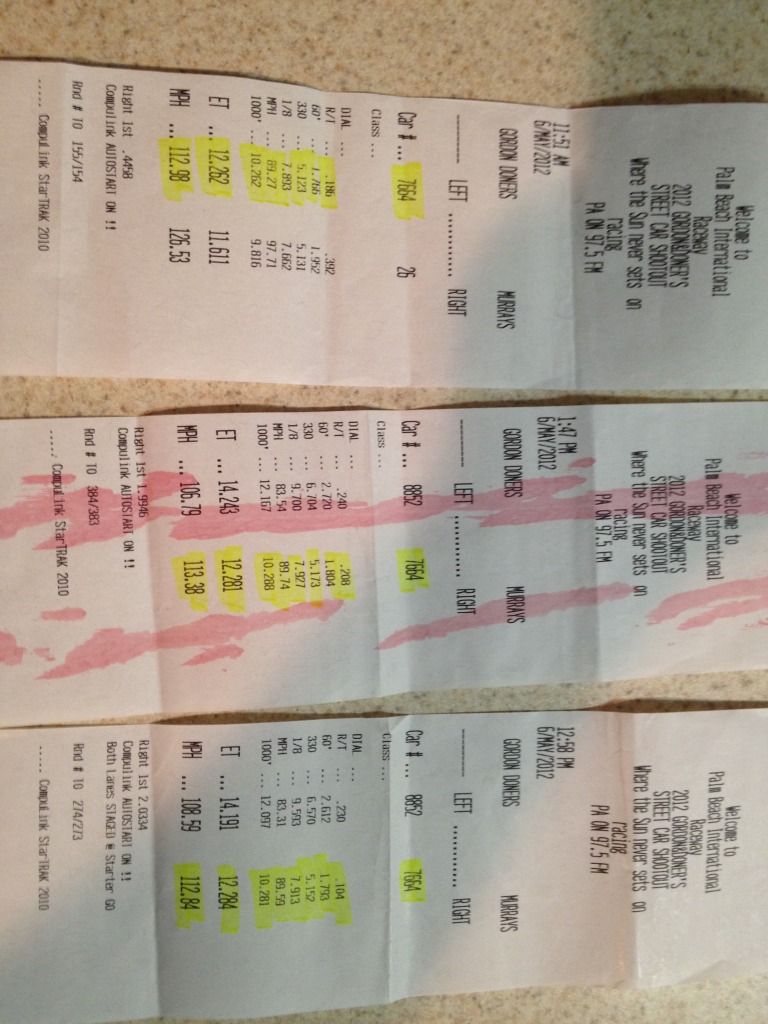 Welcome to
Palm Beach International
Raceway
2012 GORDON&DONER'S
STREET CAR SHOOTOUT
Where the Sun never sets on
racing
PA ON 97.5 FM
11:51 AM
6/MAY/2012
GORDON DONERS MURRAYS
-------- LEFT ............. RIGHT
Car # ... 7664 26
Class ...
DIAL ...
R/T ... .186 .392
60' ... 1.766 1.952
330 ... 5.123 5.131
1/8 ... 7.893 7.662
MPH ... 89.27 97.71
1000' ... 10.262 9.816
ET ... 12.262 11.611
MPH ... 112.98 126.53
Right 1st .4458
Compulink AUTOSTART ON !!
Rnd # TO 155/154
..... CompuLink StarTRAK 2010
Welcome to
Palm Beach International
Raceway
2012 GORDON&DONER'S
STREET CAR SHOOTOUT
Where the Sun never sets on
racing
PA ON 97.5 FM
1:47 PM
6/MAY/2012
GORDON DONERS MURRAYS
-------- LEFT ............. RIGHT
Car # ... 8852 7664
Class ...
DIAL ...
R/T ... .240 .208
60' ... 2.720 1.804
330 ... 6.704 5.173
1/8 ... 9.700 7.927
MPH ... 83.54 89.74
1000' ... 12.167 10.288
ET ... 14.243 12.281
MPH ... 106.79 113.38
Right 1st 1.9946
Compulink AUTOSTART ON !!
Rnd # TO 384/383
..... CompuLink StarTRAK 2010
Welcome to
Palm Beach International
Raceway
2012 GORDON&DONER'S
STREET CAR SHOOTOUT
Where the Sun never sets on
racing
PA ON 97.5 FM
12:58 PM
6/MAY/2012
GORDON DONERS MURRAYS
-------- LEFT ............. RIGHT
Car # ... 8852 7664
Class ...
DIAL ...
R/T ... .230 .104
60' ... 2.612 1.793
330 ... 6.570 5.152
1/8 ... 9.593 7.913
MPH ... 83.31 89.59
1000' ... 12.097 10.281
ET ... 14.191 12.284
MPH ... 108.59 112.84
Right 1st 2.0334
Compulink AUTOSTART ON !!
Both Lanes STAGED @ Starter GO
Rnd # TO 274/273
..... CompuLink StarTRAK 2010